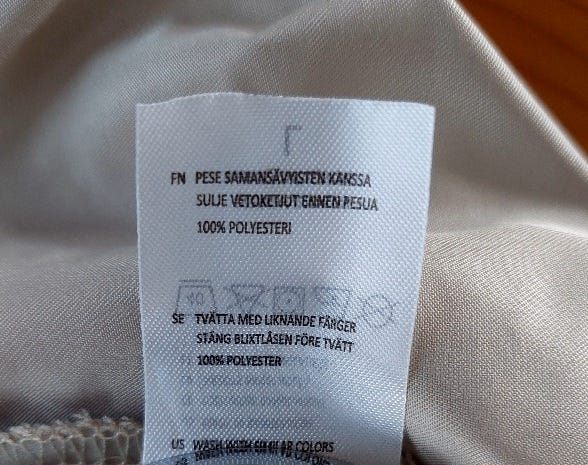 FN PESE SAMANSÄVYISTEN KANSSA
SULJE VETOKETJUT ENNEN PESUA
100% POLYESTERI
SE TVÄTTA MED LIKNANDE FÄRGER
STÄNG BLIXTLÅSEN FÖRE TVÄTT
100% POLYESTER
US WASH WITH SIMILAR COLORS